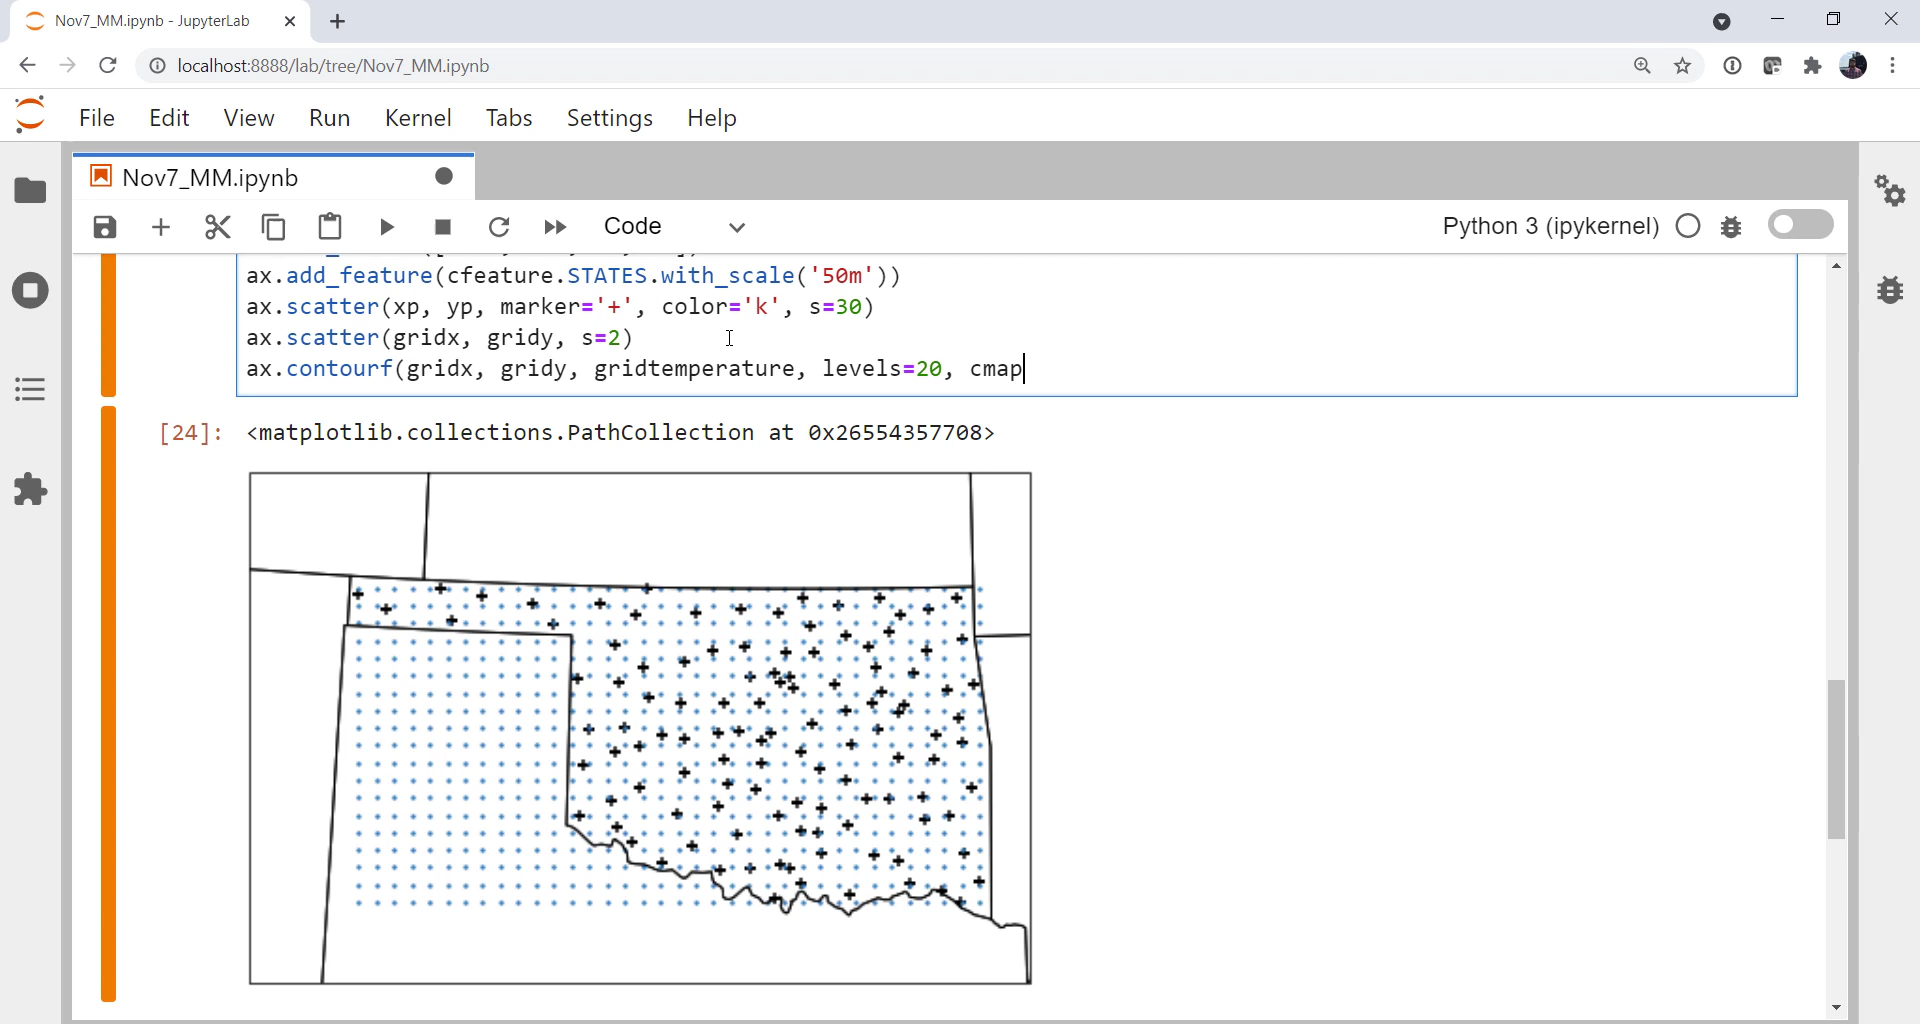 Nov7_MM.ipynb - JupyterLab
localhost:8888/lab/tree/Nov7_MM.ipynb
File Edit View Run Kernel Tabs Settings Help
Nov7_MM.ipynb
Code
Python 3 (ipykernel)
ax.add_feature(cfeature.STATES.with_scale('50m'))
ax.scatter(xp, yp, marker='+', color='k', s=30)
ax.scatter(gridx, gridy, s=2)
ax.contourf(gridx, gridy, gridtemperature, levels=20, cmap
[24]: <matplotlib.collections.PathCollection at 0x26554357708>